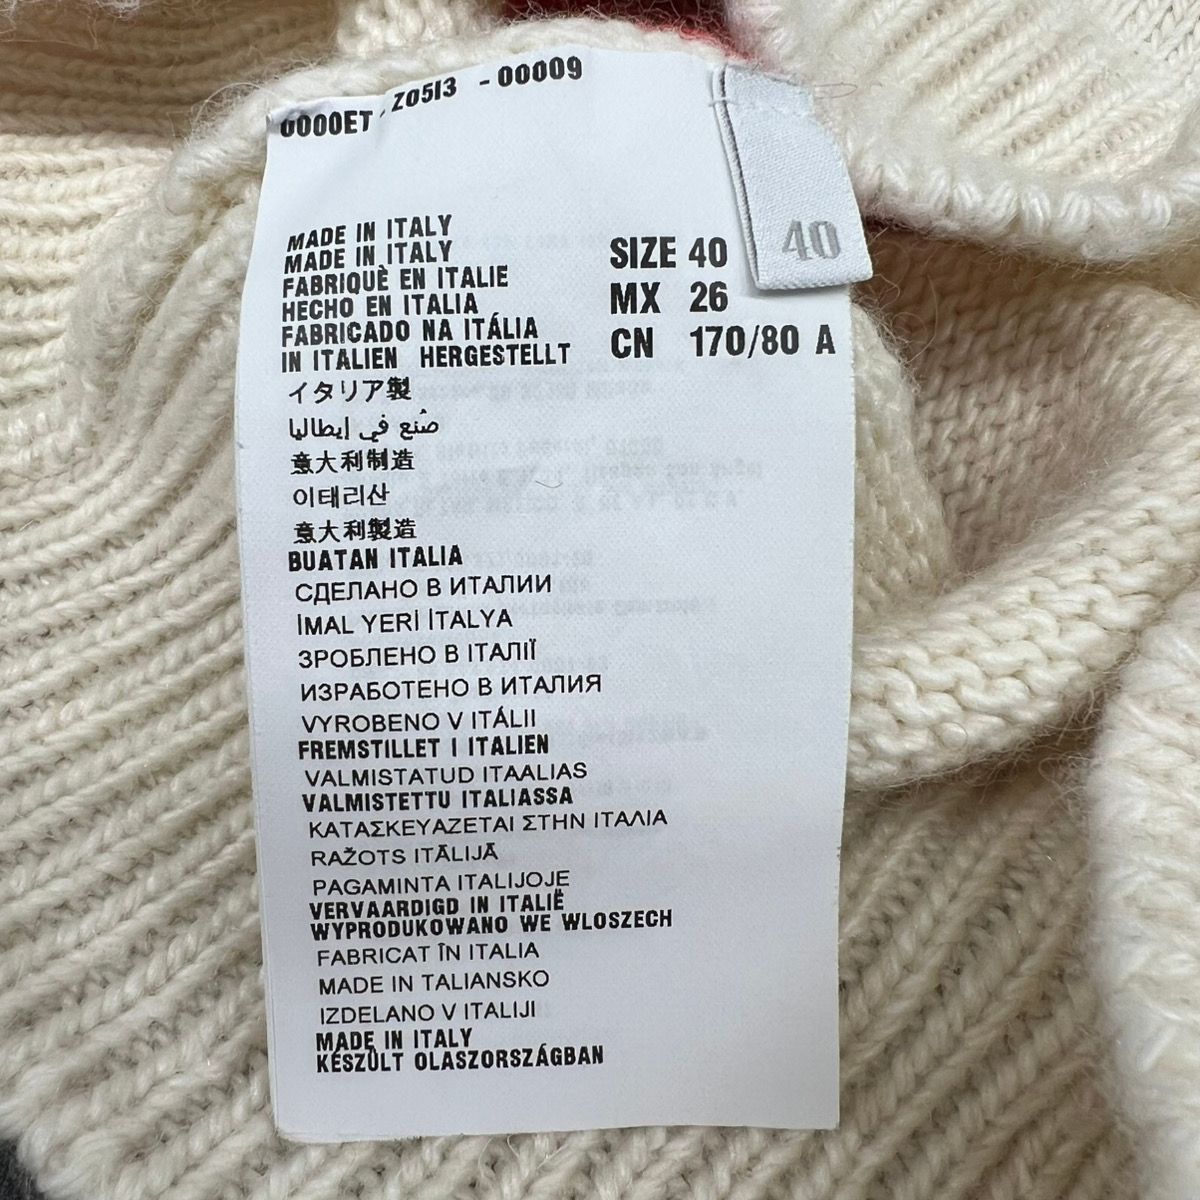 0000ET Z0513 -00009
40
MADE IN ITALY
MADE IN ITALY
FABRIQUÈ EN ITALIE
HECHO EN ITALIA
FABRICADO NA ITÁLIA
IN ITALIEN HERGESTELLT
SIZE 40
MX 26
CN 170/80 A
イタリア製
صُنع في إيطاليا
意大利制造
이태리산
意大利製造
BUATAN ITALIA
СДЕЛАНО В ИТАЛИИ
İMAL YERİ İTALYA
ЗРОБЛЕНО В ІТАЛІЇ
ИЗРАБОТЕНО В ИТАЛИЯ
VYROBENO V ITÁLII
FREMSTILLET I ITALIEN
VALMISTATUD ITAALIAS
VALMISTETTU ITALIASSA
ΚΑΤΑΣΚΕΥΑΖΕΤΑΙ ΣΤΗΝ ΙΤΑΛΙΑ
RAŽOTS ITĀLIJĀ
PAGAMINTA ITALIJOJE
VERVAARDIGD IN ITALIË
WYPRODUKOWANO WE WLOSZECH
FABRICAT ÎN ITALIA
MADE IN TALIANSKO
IZDELANO V ITALIJI
MADE IN ITALY
KÉSZÛLT OLASZORSZÁGBAN